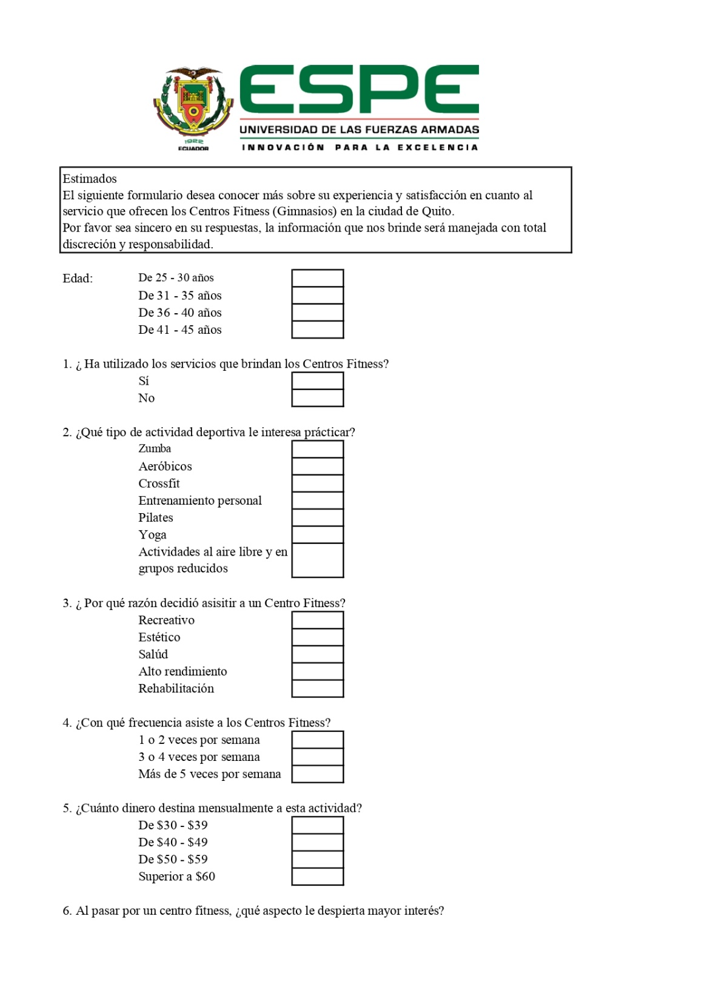 ESPE
UNIVERSIDAD DE LAS FUERZAS ARMADAS
INNOVACIÓN PARA LA EXCELENCIA
1922
ECUADOR
Estimados
El siguiente formulario desea conocer más sobre su experiencia y satisfacción en cuanto al
servicio que ofrecen los Centros Fitness (Gimnasios) en la ciudad de Quito.
Por favor sea sincero en su respuestas, la información que nos brinde será manejada con total
discreción y responsabilidad.
Edad: De 25 - 30 años
De 31 - 35 años
De 36 - 40 años
De 41 - 45 años
1. ¿ Ha utilizado los servicios que brindan los Centros Fitness?
Sí
No
2. ¿Qué tipo de actividad deportiva le interesa prácticar?
Zumba
Aeróbicos
Crossfit
Entrenamiento personal
Pilates
Yoga
Actividades al aire libre y en
grupos reducidos
3. ¿ Por qué razón decidió asisitir a un Centro Fitness?
Recreativo
Estético
Salúd
Alto rendimiento
Rehabilitación
4. ¿Con qué frecuencia asiste a los Centros Fitness?
1 o 2 veces por semana
3 o 4 veces por semana
Más de 5 veces por semana
5. ¿Cuánto dinero destina mensualmente a esta actividad?
De $30 - $39
De $40 - $49
De $50 - $59
Superior a $60
6. Al pasar por un centro fitness, ¿qué aspecto le despierta mayor interés?